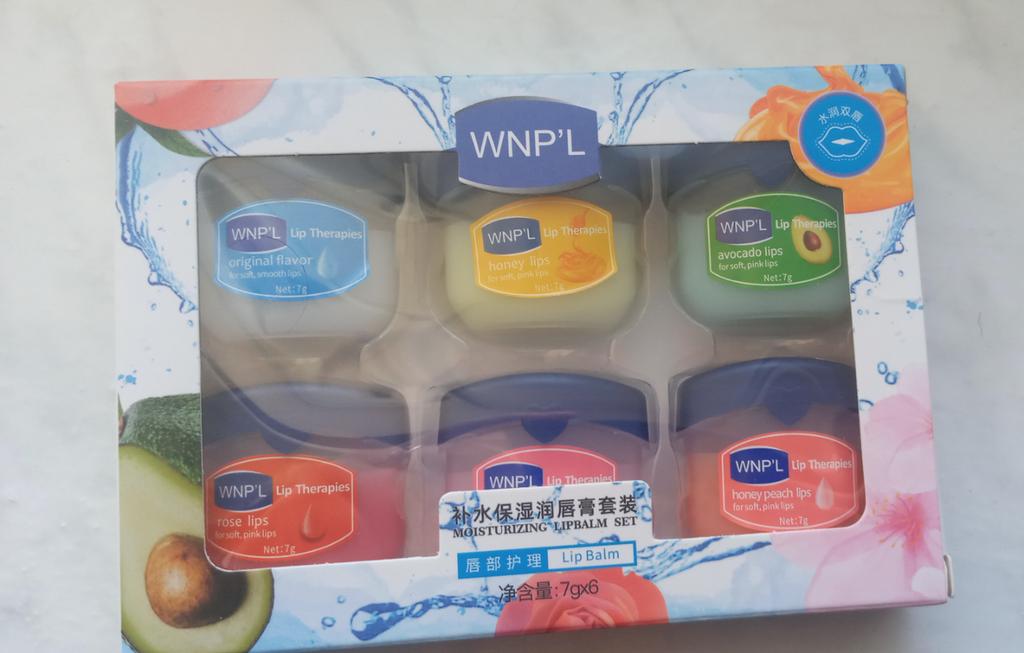 WNP'L
水润双唇
WNP'L Lip Therapies
original flavor
for soft, smooth lips
Net:7g
WNP'L Lip Therapies
honey lips
for soft, pink lips
Net:7g
WNP'L Lip Therapies
avocado lips
for soft, pink lips
Net:7g
WNP'L Lip Therapies
rose lips
for soft, pink lips
Net:7g
WNP'L
WNP'L Lip Therapies
honey peach lips
for soft, pink lips
Net:7g
补水保湿润唇膏套装
MOISTURIZING LIPBALM SET
唇部护理 Lip Balm
净含量:7gx6